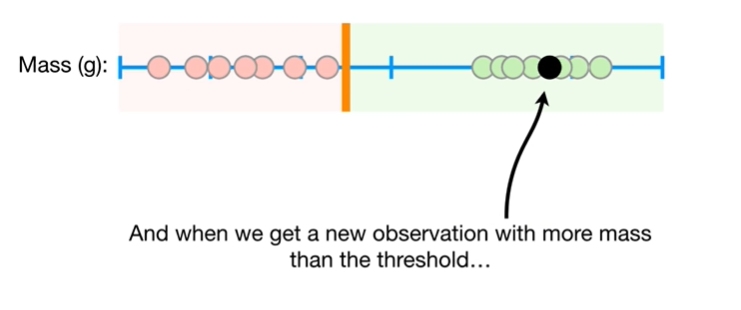 Mass (g):
And when we get a new observation with more mass
than the threshold...